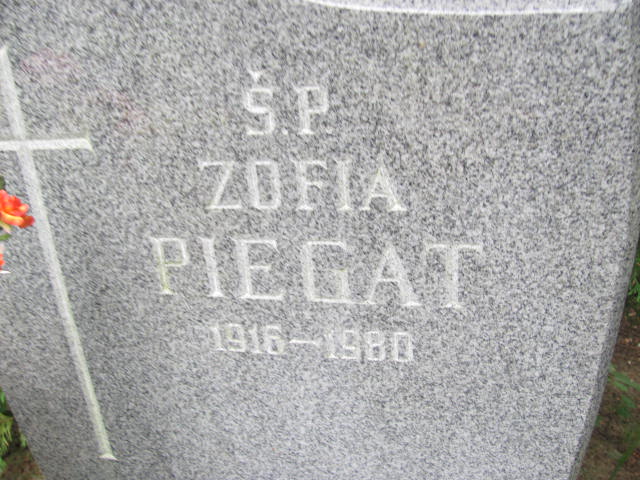 Š.P.
ZOFIA
PIEGAT
1916-1980